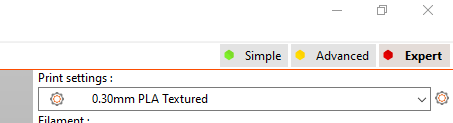 Simple Advanced Expert
Print settings :
0.30mm PLA Textured
Filament :